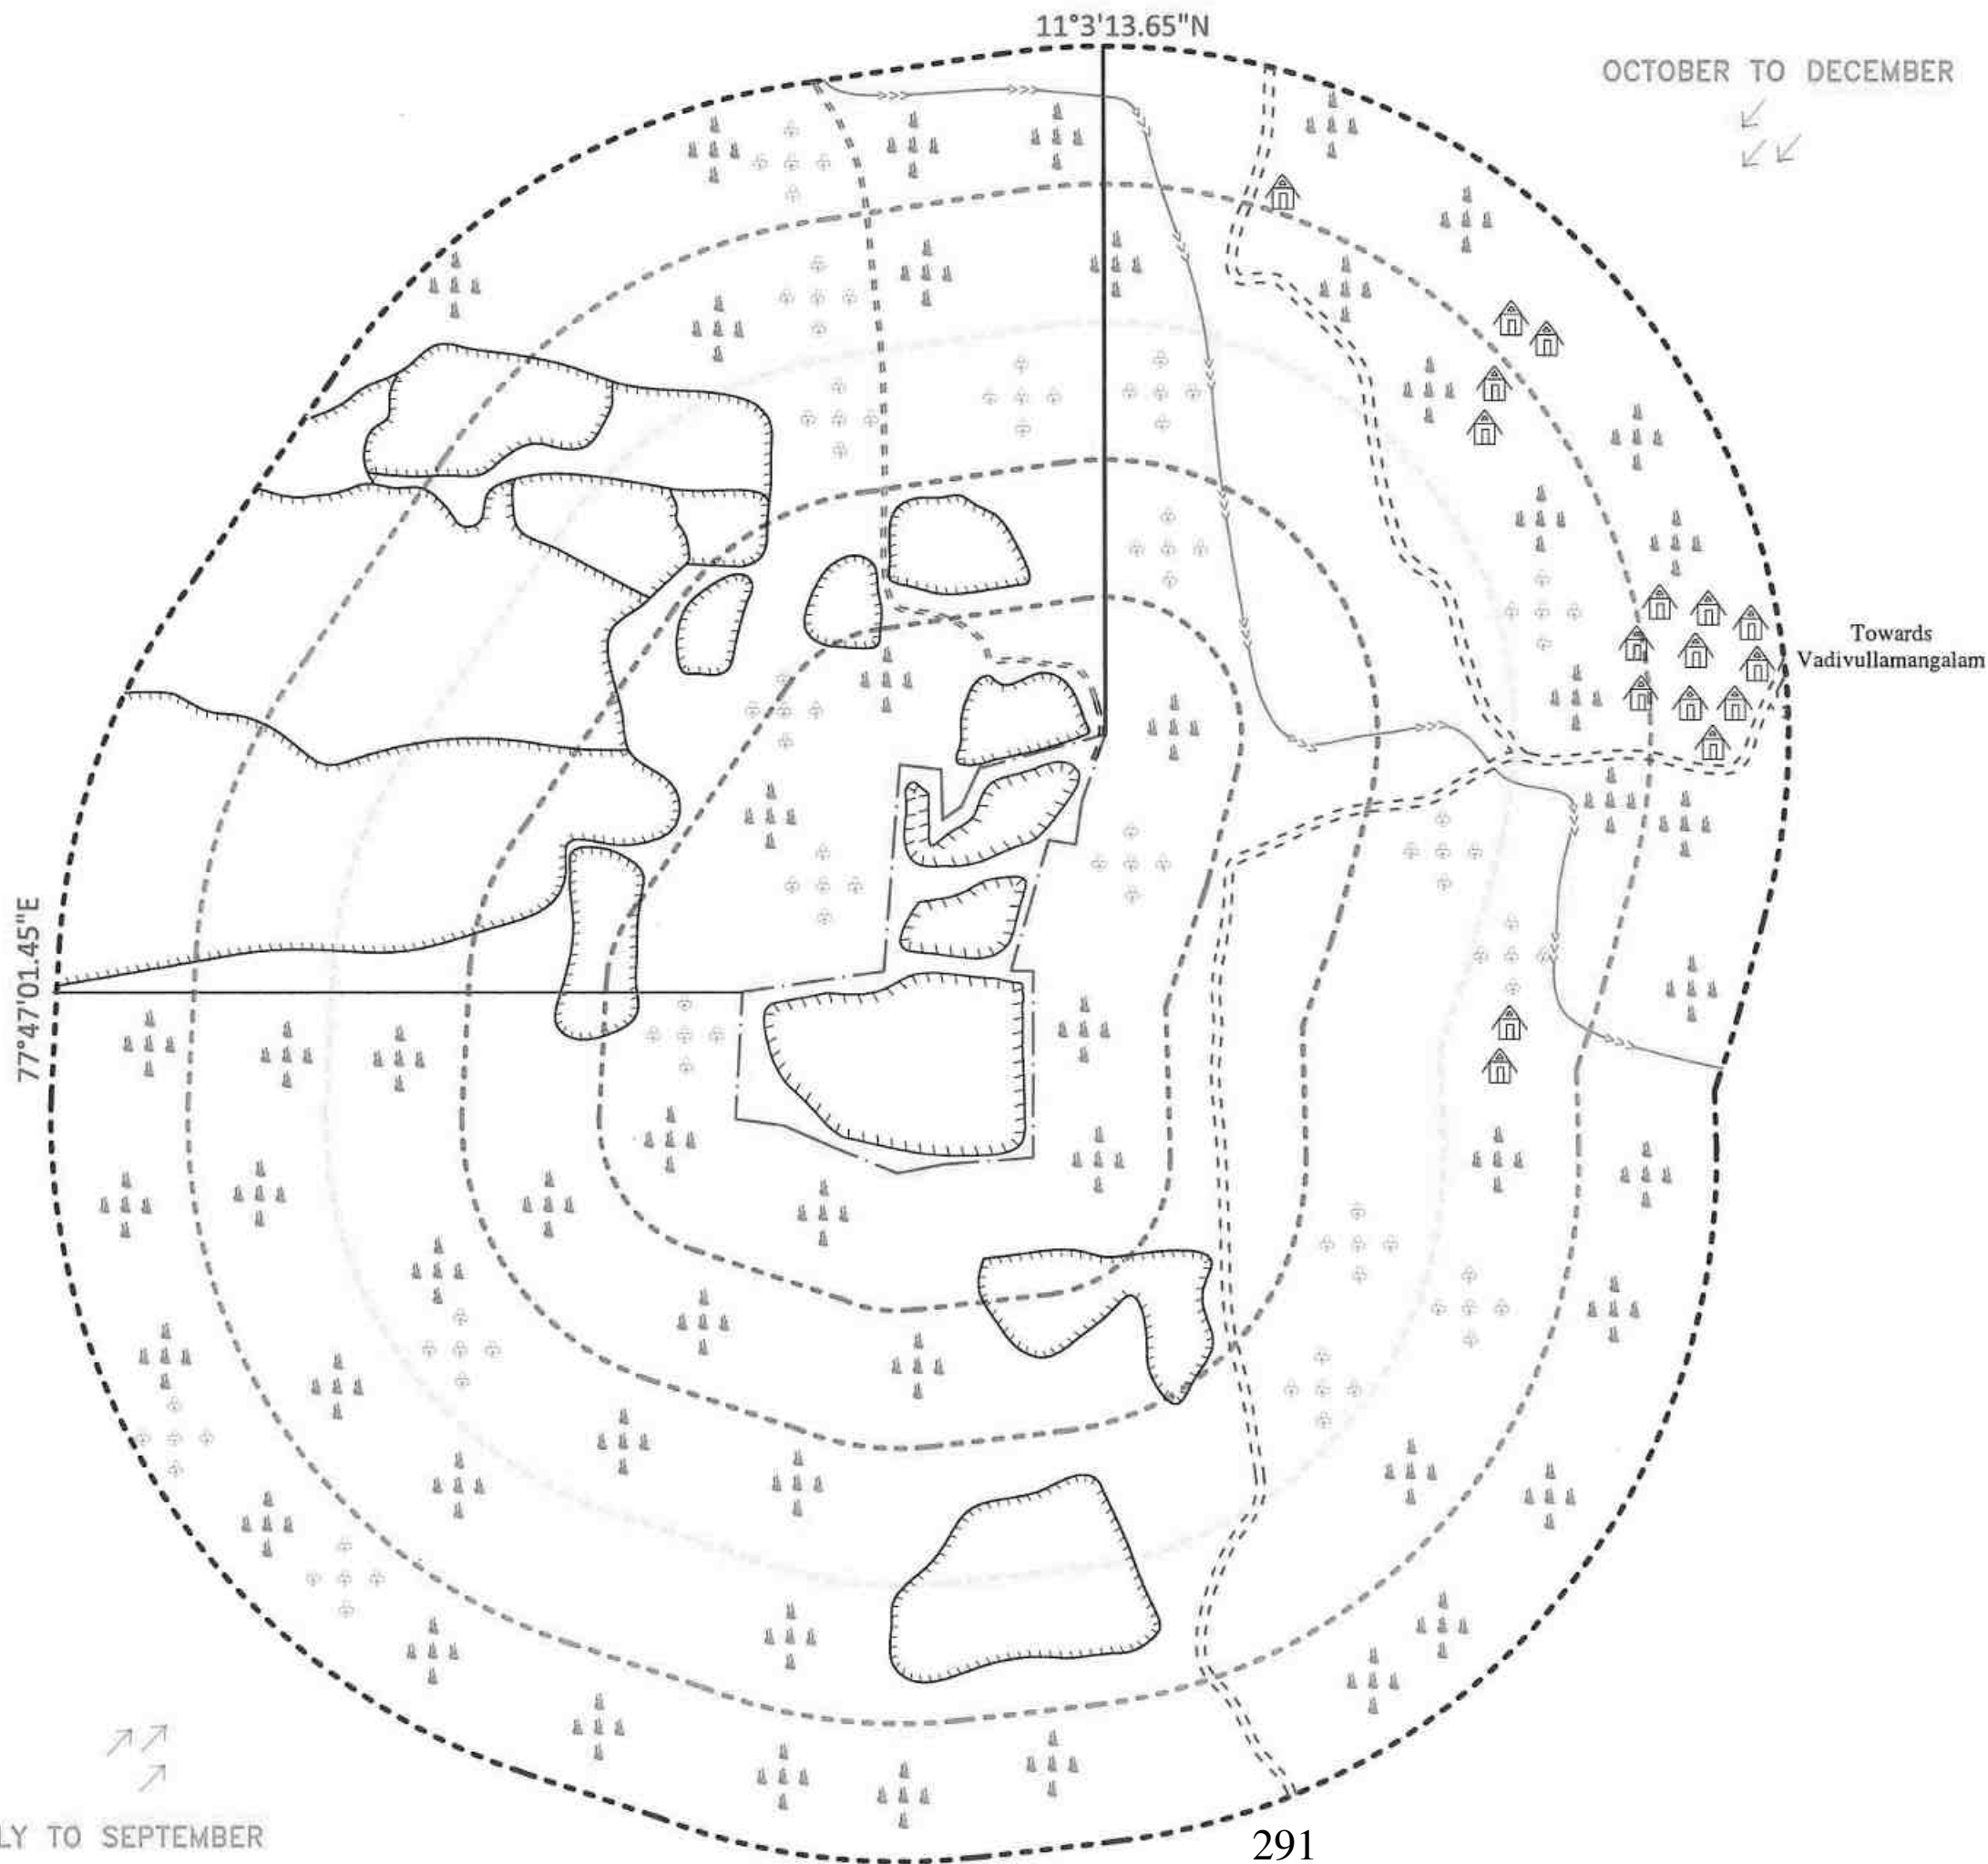 11°3'13.65"N
OCTOBER TO DECEMBER
Towards
Vadivullamangalam
77°47'01.45"E
LY TO SEPTEMBER
291